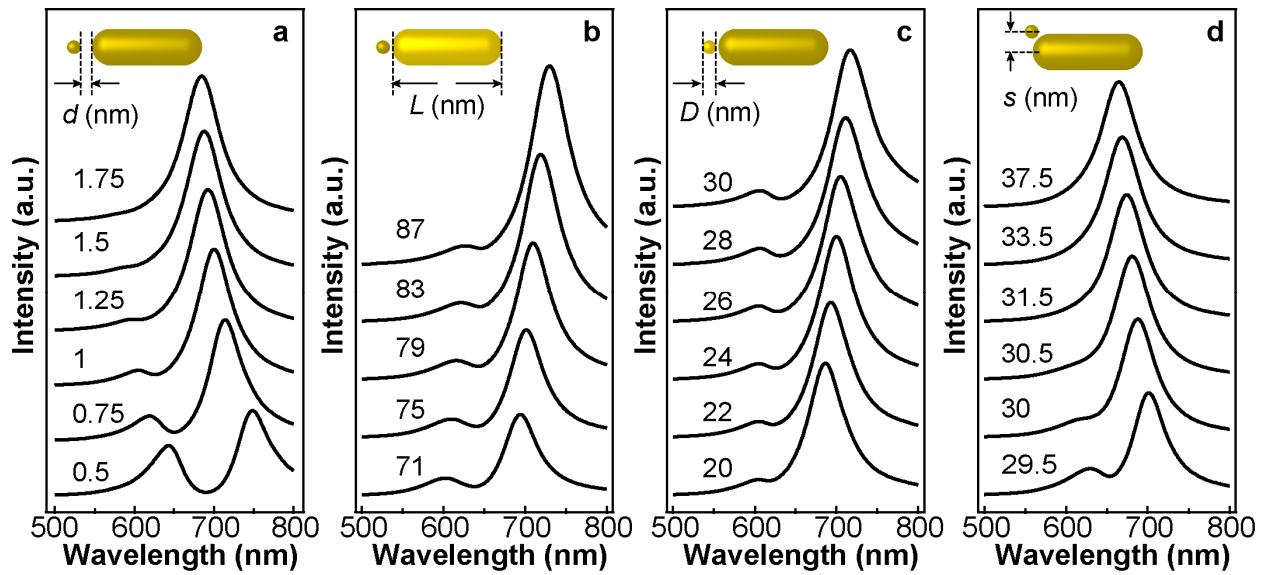 a
d (nm)
1.75
1.5
1.25
1
0.75
0.5
500 600 700 800
Wavelength (nm)
Intensity (a.u.)
b
L (nm)
87
83
79
75
71
500 600 700 800
Wavelength (nm)
Intensity (a.u.)
c
D (nm)
30
28
26
24
22
20
500 600 700 800
Wavelength (nm)
Intensity (a.u.)
d
s (nm)
37.5
33.5
31.5
30.5
30
29.5
500 600 700 800
Wavelength (nm)
Intensity (a.u.)